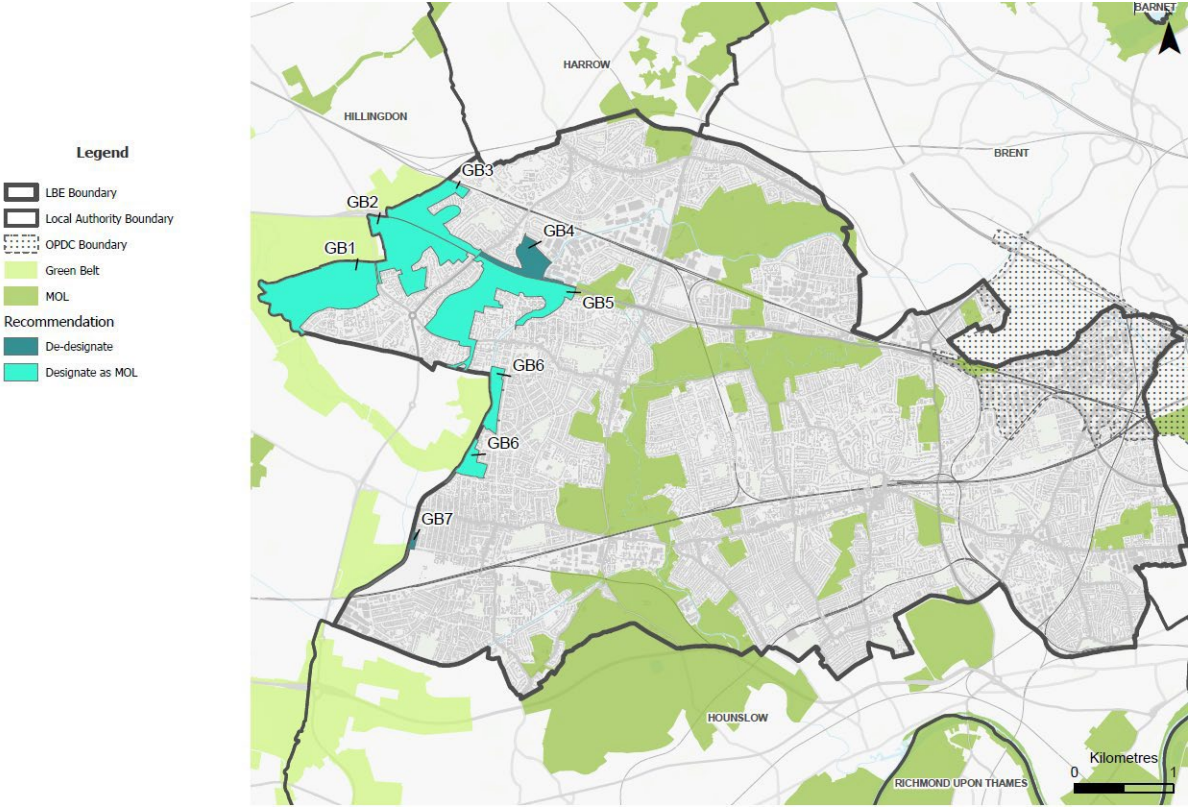 Legend
LBE Boundary
Local Authority Boundary
OPDC Boundary
Green Belt
MOL
Recommendation
De-designate
Designate as MOL
BARNET
HARROW
HILLINGDON
BRENT
GB3
GB2
GB4
GB1
GB5
GB6
GB6
GB7
HOUNSLOW
RICHMOND UPON THAMES
Kilometres
0 1